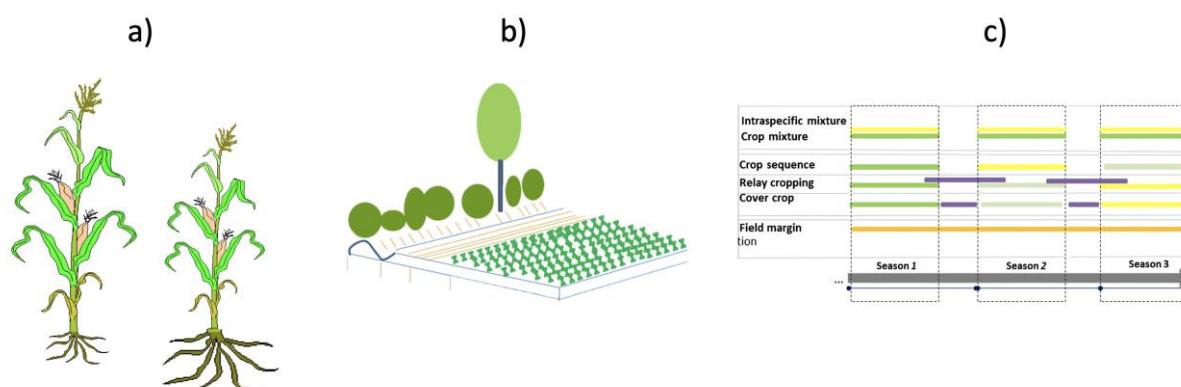 a)
b)
c)
Intraspecific mixture
Crop mixture
Crop sequence
Relay cropping
Cover crop
Field margin
tion
Season 1
Season 2
Season 3
...